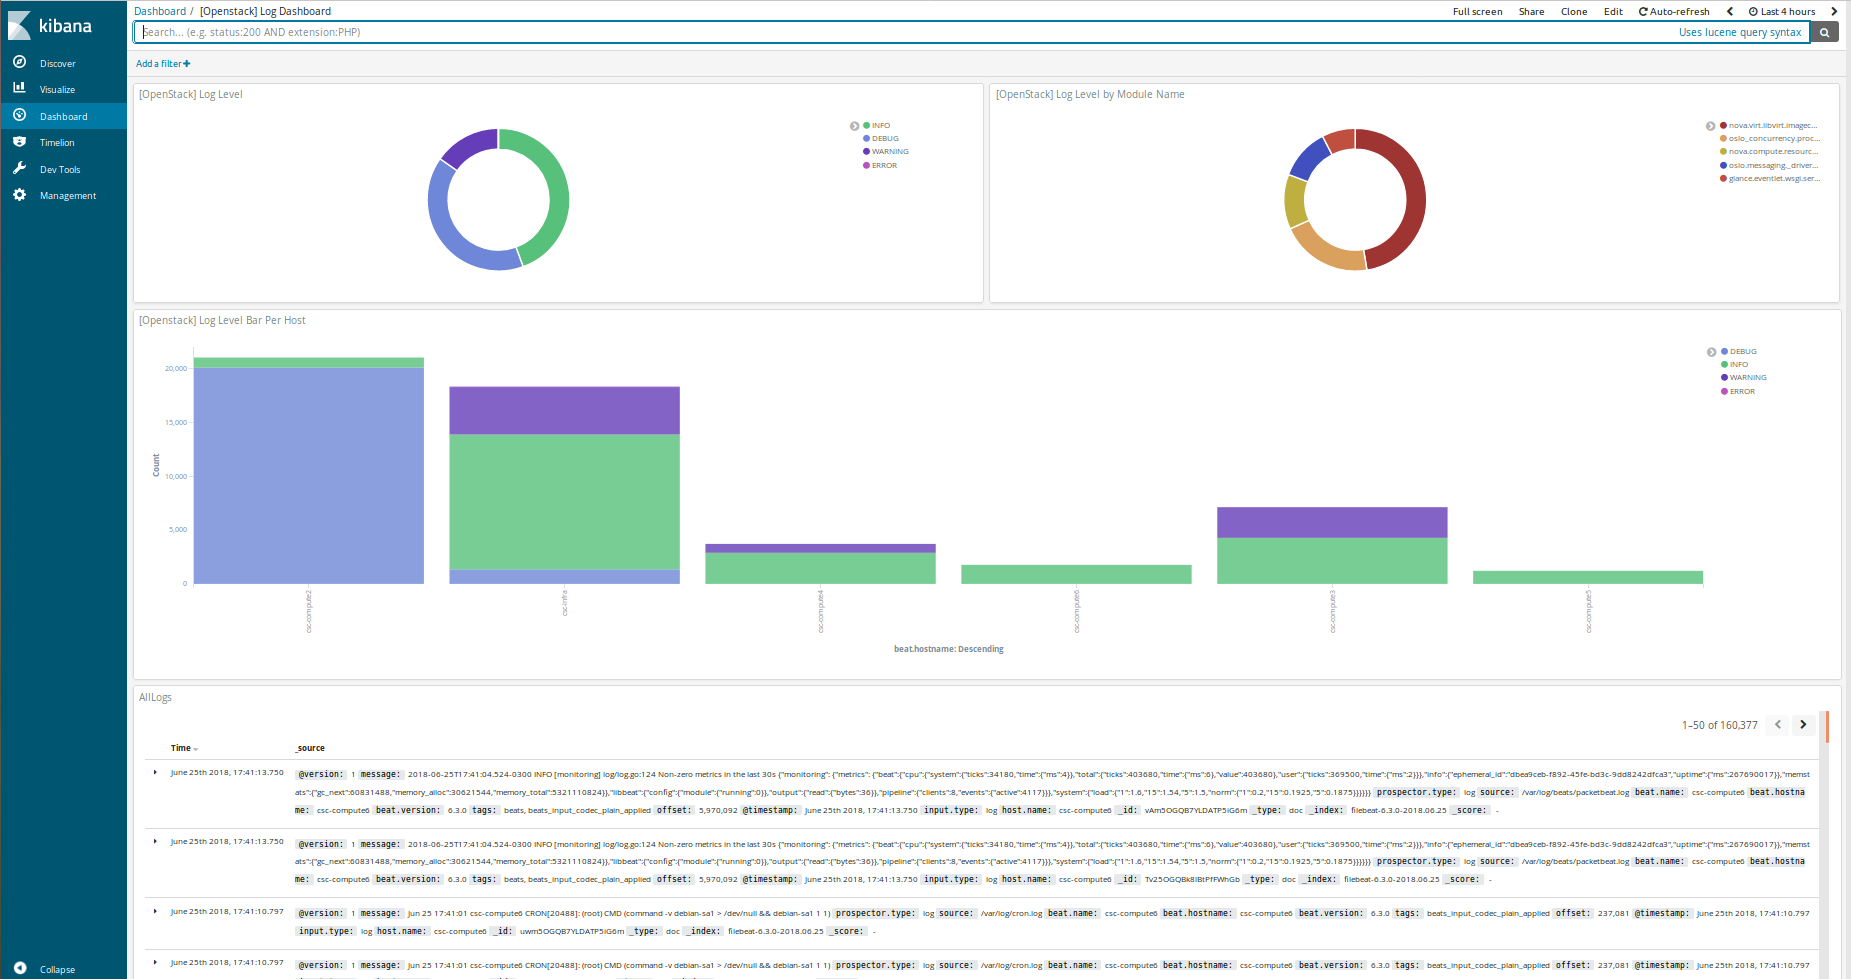 kibana
Discover
Visualize
Dashboard
Timelion
Dev Tools
Management
Collapse
Dashboard / [Openstack] Log Dashboard
Full screen Share Clone Edit Auto-refresh Last 4 hours
Search... (e.g. status:200 AND extension:PHP) Uses lucene query syntax
Add a filter
[OpenStack] Log Level
INFO
DEBUG
WARNING
ERROR
[OpenStack] Log Level by Module Name
nova.virt.libvirt.imagec...
oslo_concurrency.proc...
nova.compute.resourc...
oslo.messaging._driver...
glance.eventlet.wsgi.ser...
[Openstack] Log Level Bar Per Host
20,000
15,000
10,000
5,000
0
Count
csc-compute2
csc-infra
csc-compute4
csc-compute6
csc-compute3
csc-compute5
beat.hostname: Descending
DEBUG
INFO
WARNING
ERROR
AllLogs
1–50 of 160,377
Time _source
June 25th 2018, 17:41:13.750 @version: 1 message: 2018-06-25T17:41:04.524-0300 INFO [monitoring] log/log.go:124 Non-zero metrics in the last 30s {"monitoring": {"metrics": {"beat":{"cpu":{"system":{"ticks":34180,"time":{"ms":4}},"total":{"ticks":403680,"time":{"ms":6},"value":403680},"user":{"ticks":369500,"time":{"ms":2}}},"info":{"ephemeral_id":"dbea9ceb-f892-45fe-bd3c-9dd8242dfca3","uptime":{"ms":267690017}},"memst
ats":{"gc_next":60831488,"memory_alloc":30621544,"memory_total":5321110824}},"libbeat":{"config":{"module":{"running":0}},"output":{"read":{"bytes":36}},"pipeline":{"clients":8,"events":{"active":4117}}},"system":{"load":{"1":1.6,"15":1.54,"5":1.5,"norm":{"1":0.2,"15":0.1925,"5":0.1875}}}}}} prospector.type: log source: /var/log/beats/packetbeat.log beat.name: csc-compute6 beat.hostna
me: csc-compute6 beat.version: 6.3.0 tags: beats, beats_input_codec_plain_applied offset: 5,970,092 @timestamp: June 25th 2018, 17:41:13.750 input.type: log host.name: csc-compute6 _id: vAm5OGQB7YLDATP5iG6m _type: doc _index: filebeat-6.3.0-2018.06.25 _score: -
June 25th 2018, 17:41:13.750 @version: 1 message: 2018-06-25T17:41:04.524-0300 INFO [monitoring] log/log.go:124 Non-zero metrics in the last 30s {"monitoring": {"metrics": {"beat":{"cpu":{"system":{"ticks":34180,"time":{"ms":4}},"total":{"ticks":403680,"time":{"ms":6},"value":403680},"user":{"ticks":369500,"time":{"ms":2}}},"info":{"ephemeral_id":"dbea9ceb-f892-45fe-bd3c-9dd8242dfca3","uptime":{"ms":267690017}},"memst
ats":{"gc_next":60831488,"memory_alloc":30621544,"memory_total":5321110824}},"libbeat":{"config":{"module":{"running":0}},"output":{"read":{"bytes":36}},"pipeline":{"clients":8,"events":{"active":4117}}},"system":{"load":{"1":1.6,"15":1.54,"5":1.5,"norm":{"1":0.2,"15":0.1925,"5":0.1875}}}}}} prospector.type: log source: /var/log/beats/packetbeat.log beat.name: csc-compute6 beat.hostna
me: csc-compute6 beat.version: 6.3.0 tags: beats, beats_input_codec_plain_applied offset: 5,970,092 @timestamp: June 25th 2018, 17:41:13.750 input.type: log host.name: csc-compute6 _id: _type: doc _index: filebeat-6.3.0-2018.06.25 _score: -
June 25th 2018, 17:41:10.797 @version: 1 message: Jun 25 17:41:01 csc-compute6 CRON[20488]: (root) CMD (command -v debian-sa1 > /dev/null && debian-sa1 1 1) prospector.type: log source: /var/log/cron.log beat.name: csc-compute6 beat.hostname: csc-compute6 beat.version: 6.3.0 tags: beats_input_codec_plain_applied offset: 237,081 @timestamp: June 25th 2018, 17:41:10.797
input.type: log host.name: csc-compute6 _id: uwm5OGQB7YLDATP5iG6m _type: doc _index: filebeat-6.3.0-2018.06.25 _score: -
June 25th 2018, 17:41:10.797 @version: 1 message: Jun 25 17:41:01 csc-compute6 CRON[20488]: (root) CMD (command -v debian-sa1 > /dev/null && debian-sa1 1 1) prospector.type: log source: /var/log/cron.log beat.name: csc-compute6 beat.hostname: csc-compute6 beat.version: 6.3.0 tags: beats_input_codec_plain_applied offset: 237,081 @timestamp: June 25th 2018, 17:41:10.797